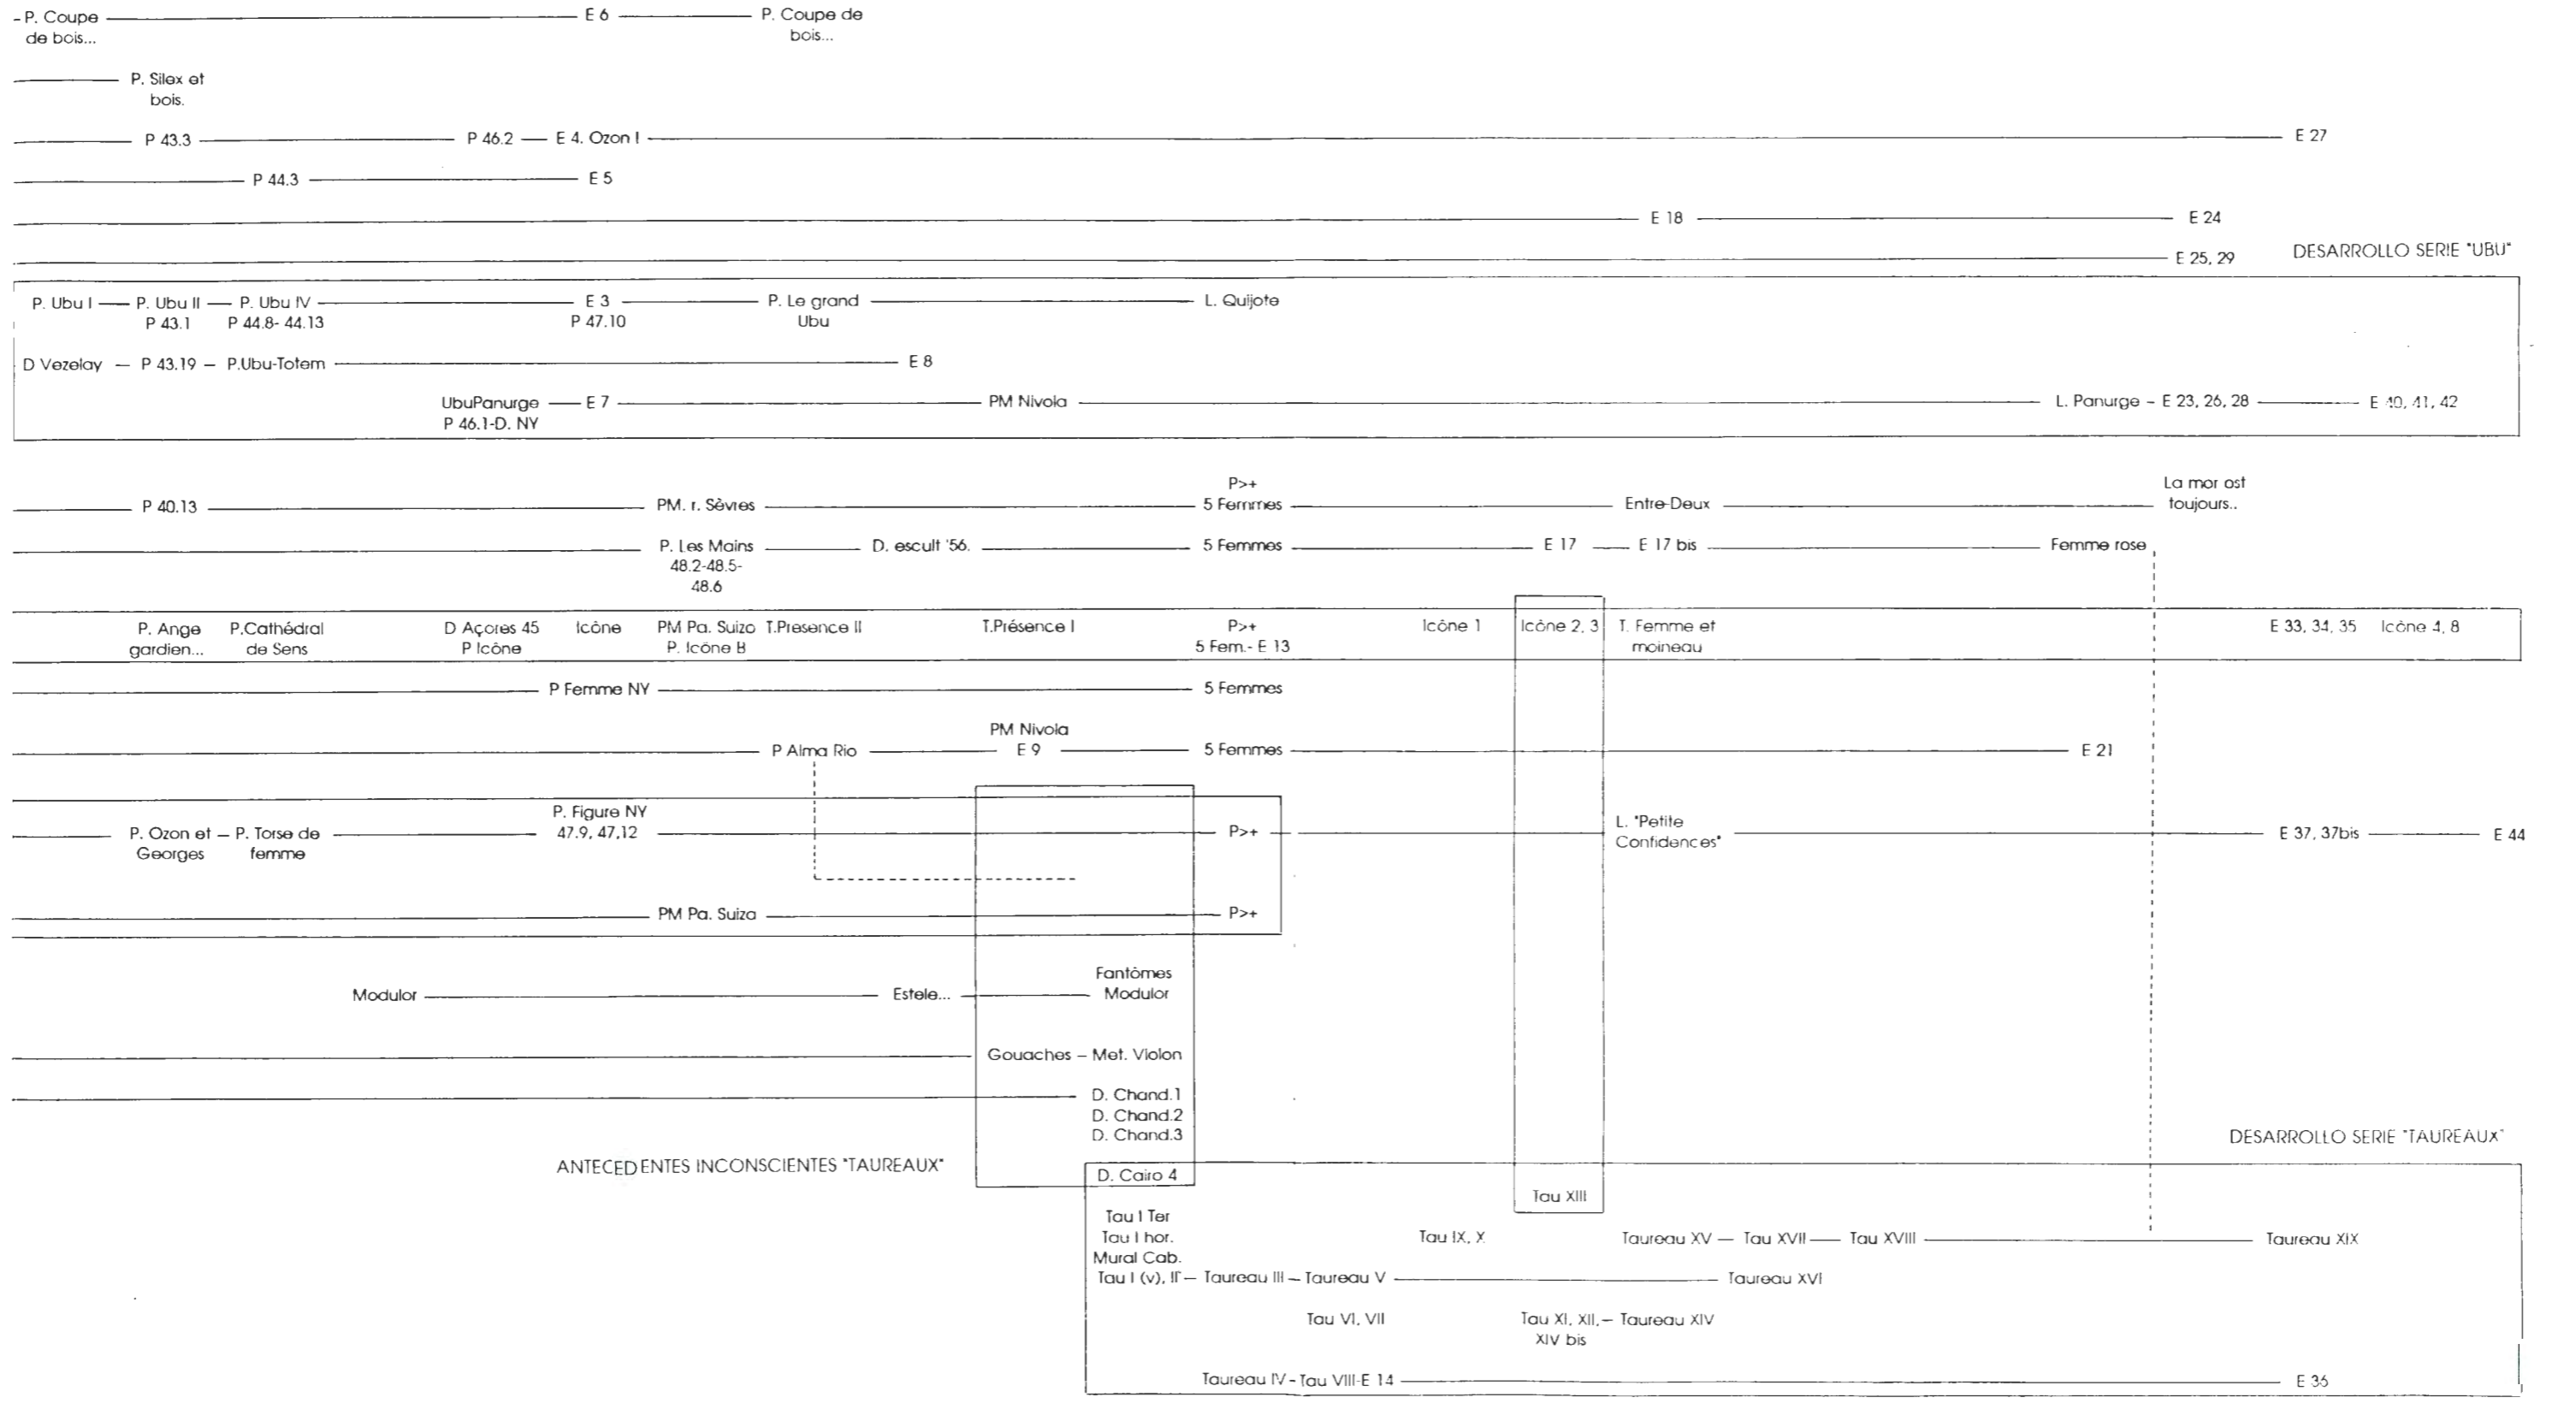 -P. Coupe E 6 P. Coupe de
de bois... bois...
P. Silex et
bois.
P 43.3 P 46.2 E 4. Ozon I E 27
P 44.3 E 5
E 18 E 24
E 25, 29 DESARROLLO SERIE "UBU"
P. Ubu I P. Ubu II P. Ubu IV E 3 P. Le grand L. Quijote
P 43.1 P 44.8- 44.13 P 47.10 Ubu
D Vezelay – P 43.19 – P.Ubu-Totem E 8
UbuPanurge E 7 PM Nivola L. Panurge – E 23, 26, 28 E 40, 41, 42
P 46.1-D. NY
P>+ La mer est
P 40.13 PM. r. Sèvres 5 Femmes Entre-Deux toujours..
P. Les Mains D. escult '56. 5 Femmes E 17 E 17 bis Femme rose
48.2-48.5-
48.6
P. Ange P.Cathédral D Açores 45 Icône PM Pa. Suizo T.Presence II T.Présence I P>+ Icône 1 Icône 2, 3 T. Femme et E 33, 34, 35 Icône 4, 8
gardien... de Sens P Icône P. Icône B 5 Fem.- E 13 moineau
P Femme NY 5 Femmes
PM Nivola
P Alma Rio E 9 5 Femmes E 21
P. Figure NY
P. Ozon et – P. Torse de 47.9, 47,12 P>+ L. "Petite E 37, 37bis E 44
Georges femme Confidences"
PM Pa. Suiza P>+
Fantômes
Modulor Estele... Modulor
Gouaches – Met. Violon
D. Chand.1
D. Chand.2
D. Chand.3
DESARROLLO SERIE "TAUREAUX"
ANTECEDENTES INCONSCIENTES "TAUREAUX"
D. Cairo 4
Tau XIII
Tau I Ter
Tau I hor. Tau IX, X Taureau XV – Tau XVII – Tau XVIII Taureau XIX
Mural Cab.
Tau I (v), II – Taureau III – Taureau V Taureau XVI
Tau VI, VII Tau XI, XII, – Taureau XIV
XIV bis
Taureau IV - Tau VIII-E 14 E 36